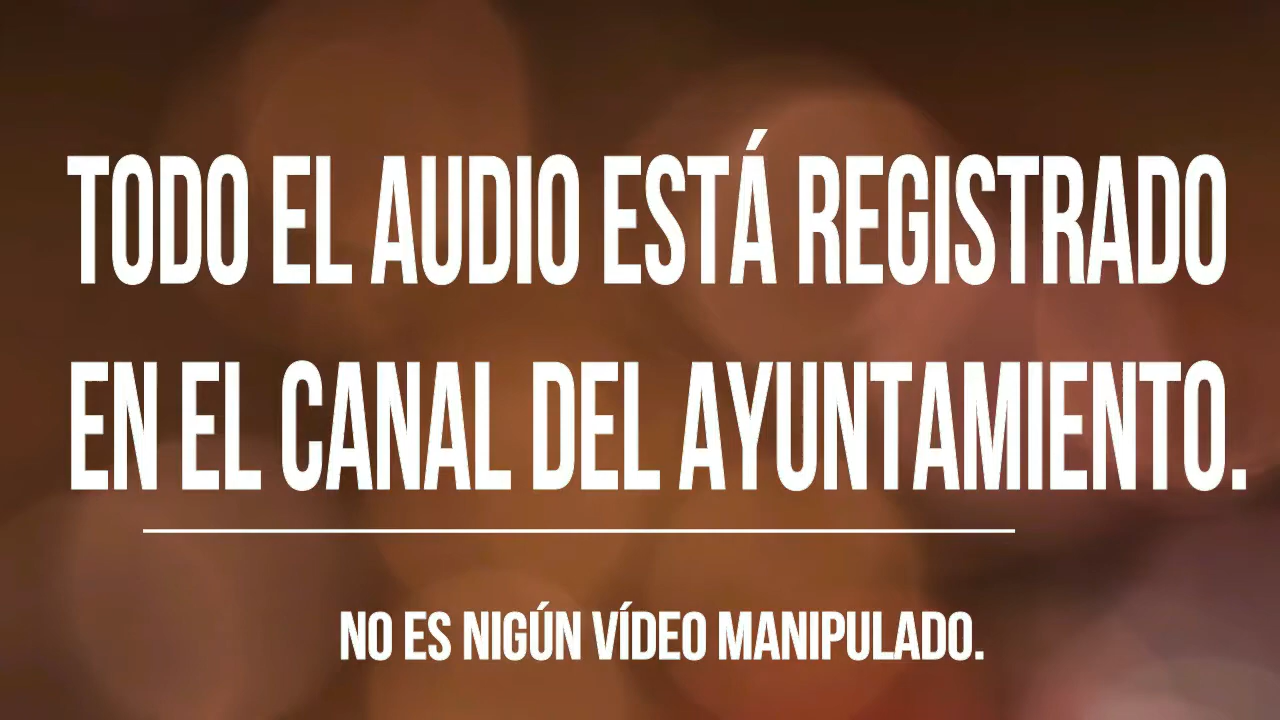 TODO EL AUDIO ESTÁ REGISTRADO
EN EL CANAL DEL AYUNTAMIENTO.
NO ES NIGÚN VÍDEO MANIPULADO.